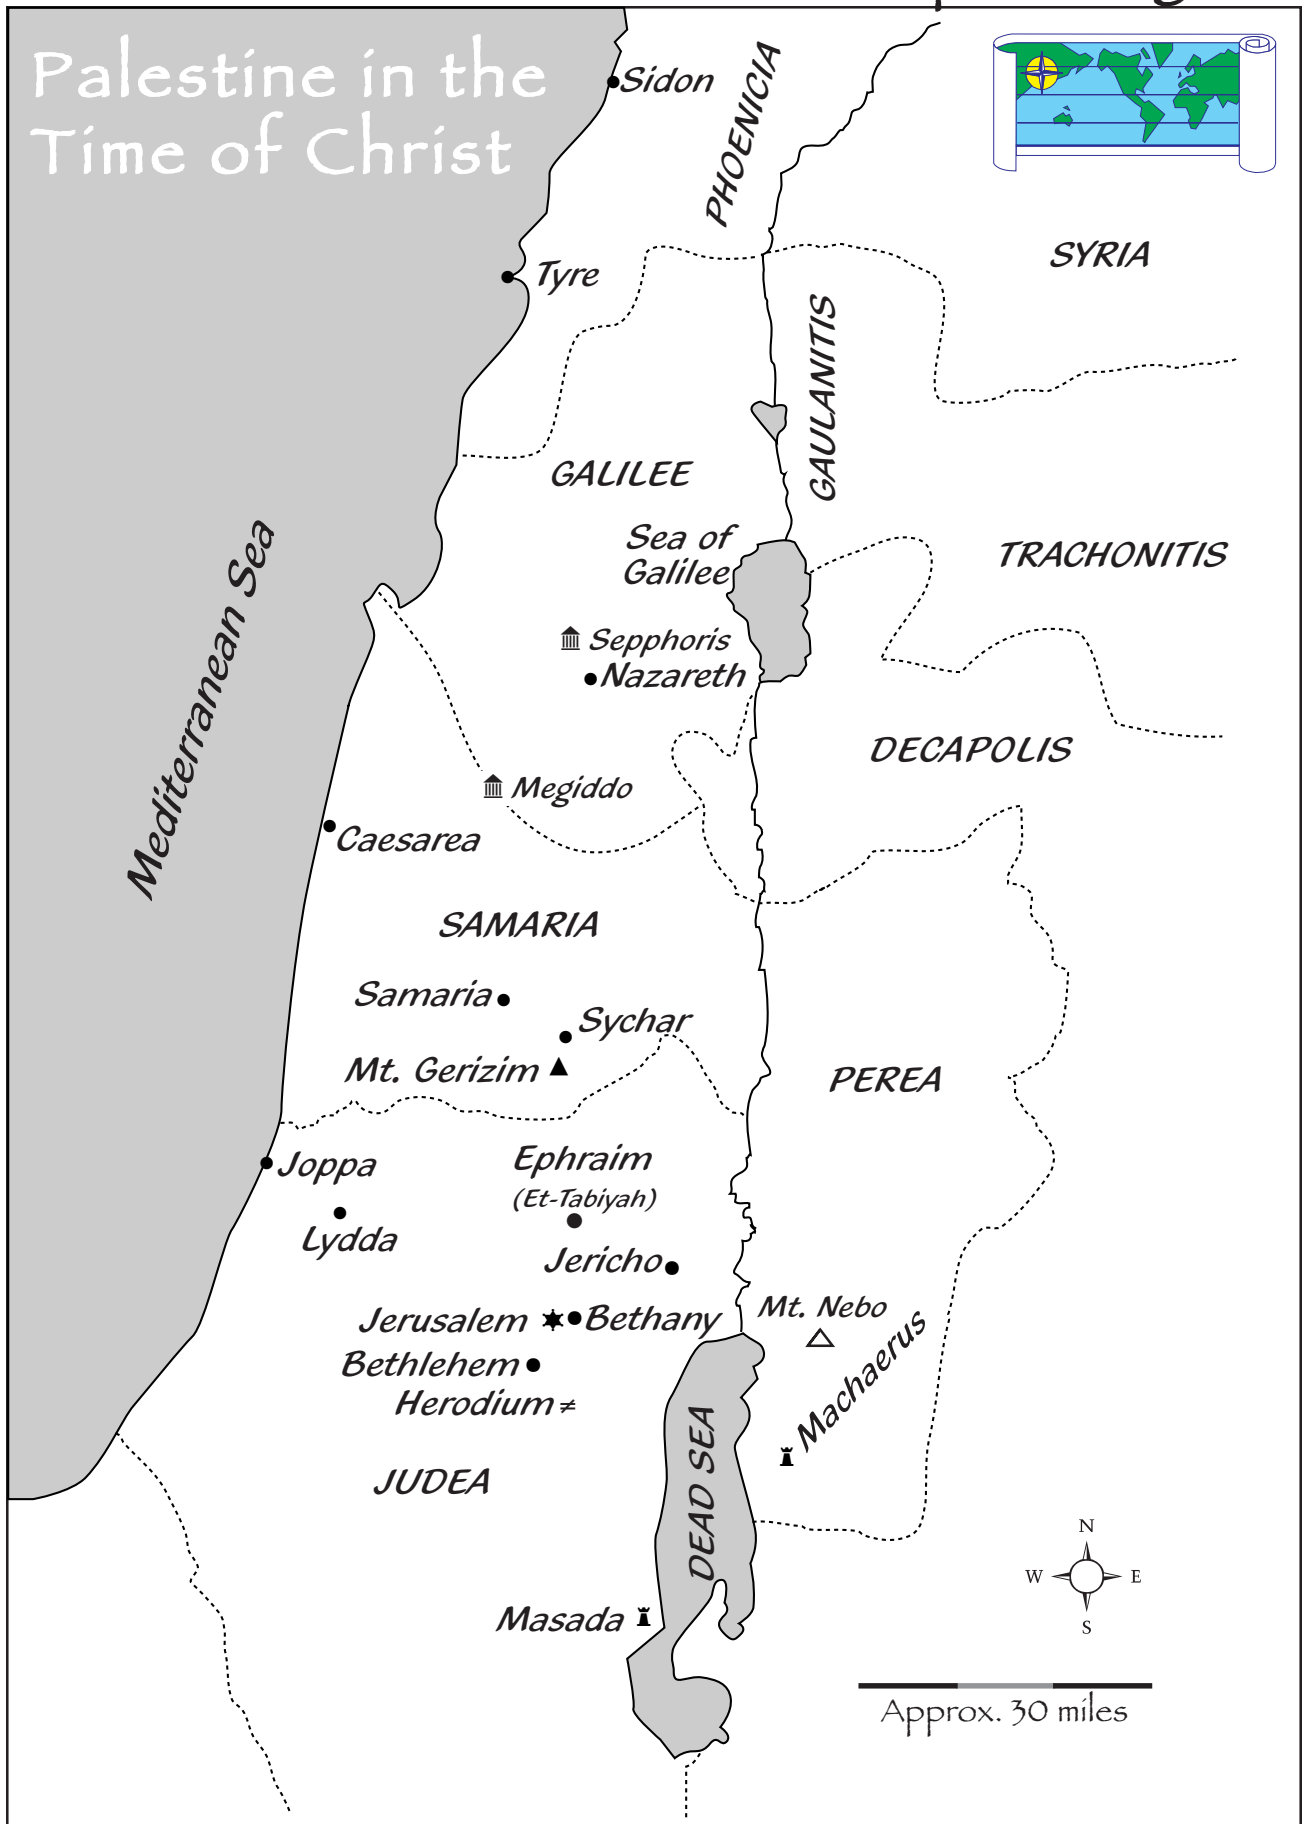 Palestine in the
Time of Christ
Sidon
PHOENICIA
SYRIA
Tyre
GAULANITIS
GALILEE
Sea of
Galilee
TRACHONITIS
Sepphoris
Nazareth
Mediterranean Sea
DECAPOLIS
Megiddo
Caesarea
SAMARIA
Samaria
Sychar
Mt. Gerizim
PEREA
Joppa
Ephraim
(Et-Tabiyah)
Lydda
Jericho
Mt. Nebo
Jerusalem
Bethany
Machaerus
Bethlehem
Herodium ≠
DEAD SEA
JUDEA
N
W
E
S
Masada
Approx. 30 miles